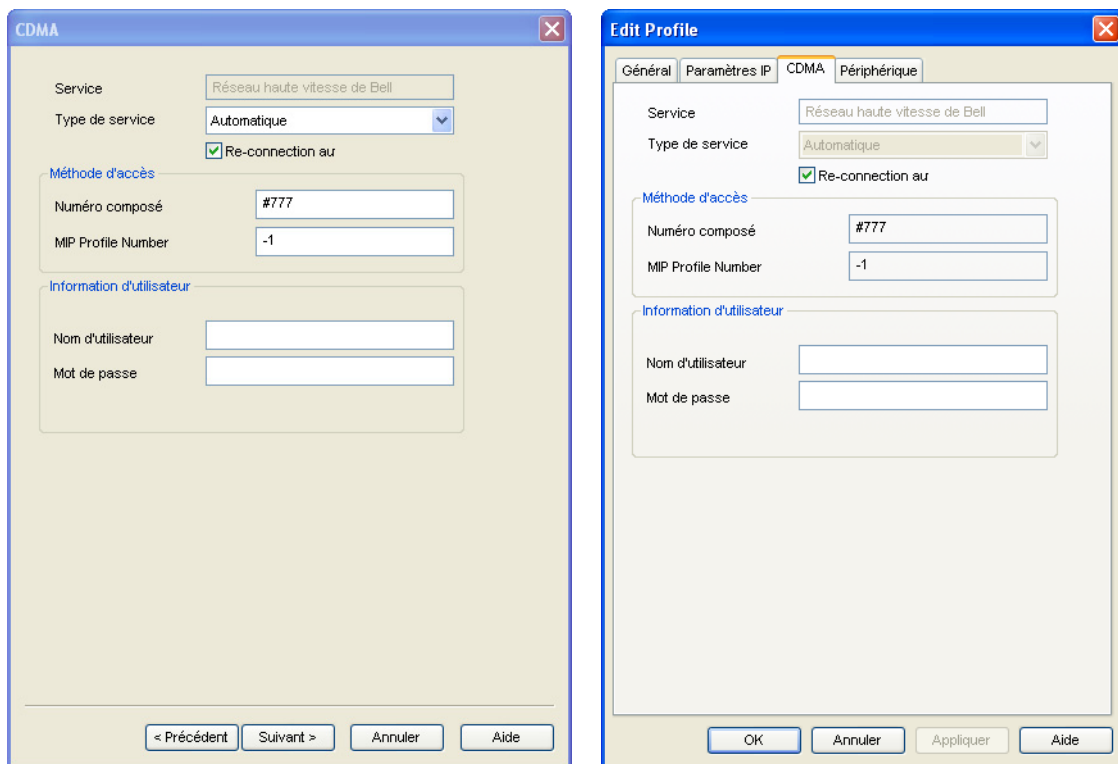 CDMA
Service
Réseau haute vitesse de Bell
Type de service
Automatique
Re-connection au
Méthode d'accès
Numéro composé
#777
MIP Profile Number
-1
Information d'utilisateur
Nom d'utilisateur
Mot de passe
< Précédent
Suivant >
Annuler
Aide
Edit Profile
Général
Paramètres IP
CDMA
Périphérique
Service
Réseau haute vitesse de Bell
Type de service
Automatique
Re-connection au
Méthode d'accès
Numéro composé
#777
MIP Profile Number
-1
Information d'utilisateur
Nom d'utilisateur
Mot de passe
OK
Annuler
Appliquer
Aide